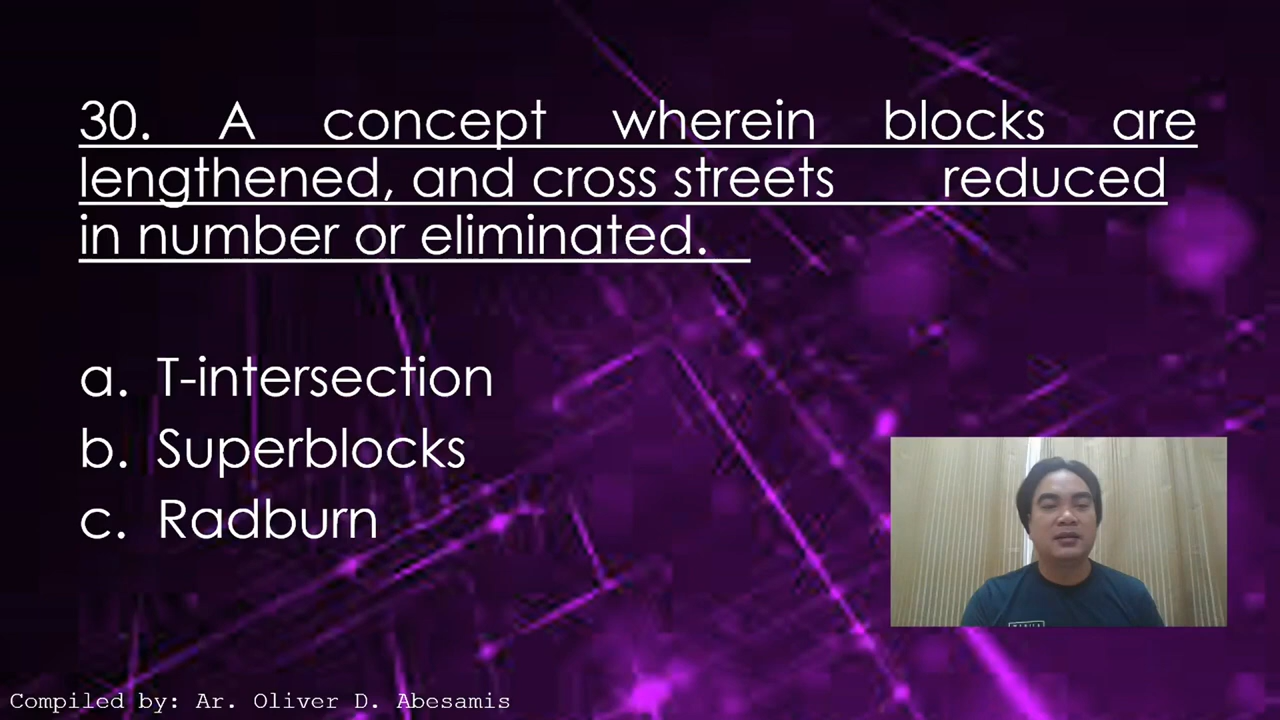 30. A concept wherein blocks are
lengthened, and cross streets reduced
in number or eliminated.
a. T-intersection
b. Superblocks
c. Radburn
Compiled by: Ar. Oliver D. Abesamis